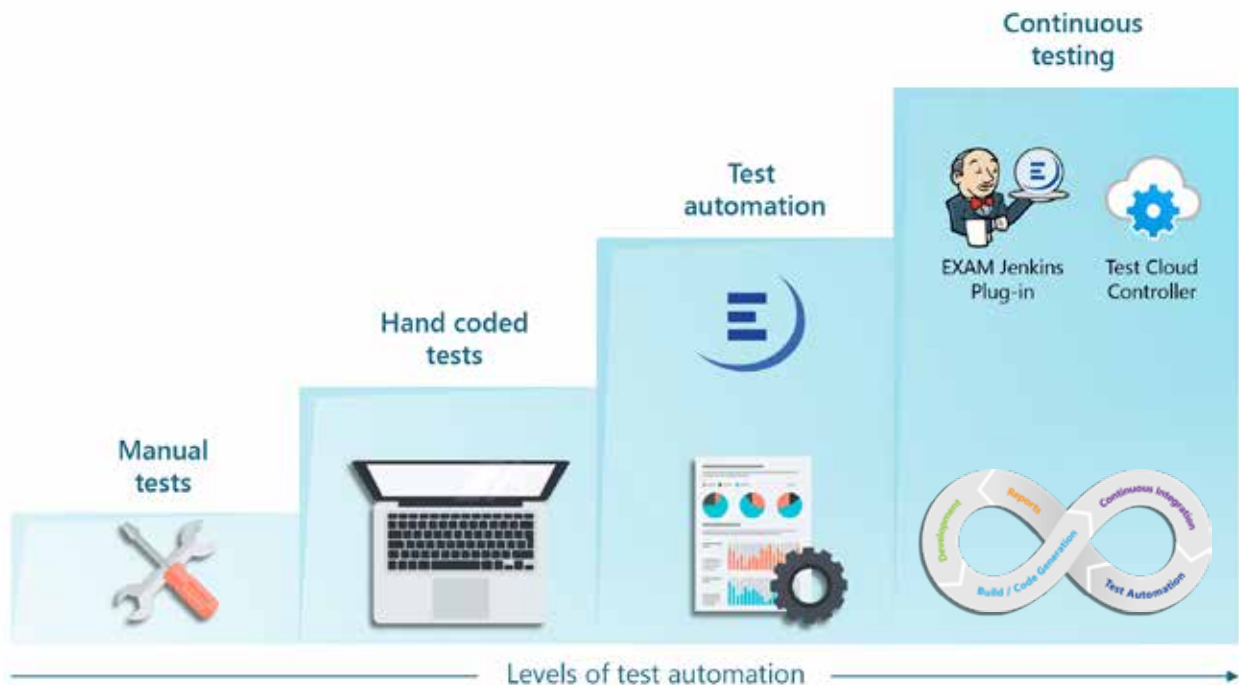 Continuous
testing
Test
automation
EXAM Jenkins
Plug-in
Test Cloud
Controller
Hand coded
tests
Manual
tests
Development
Reports
Build / Code Generation
Continuous Integration
Test Automation
Levels of test automation